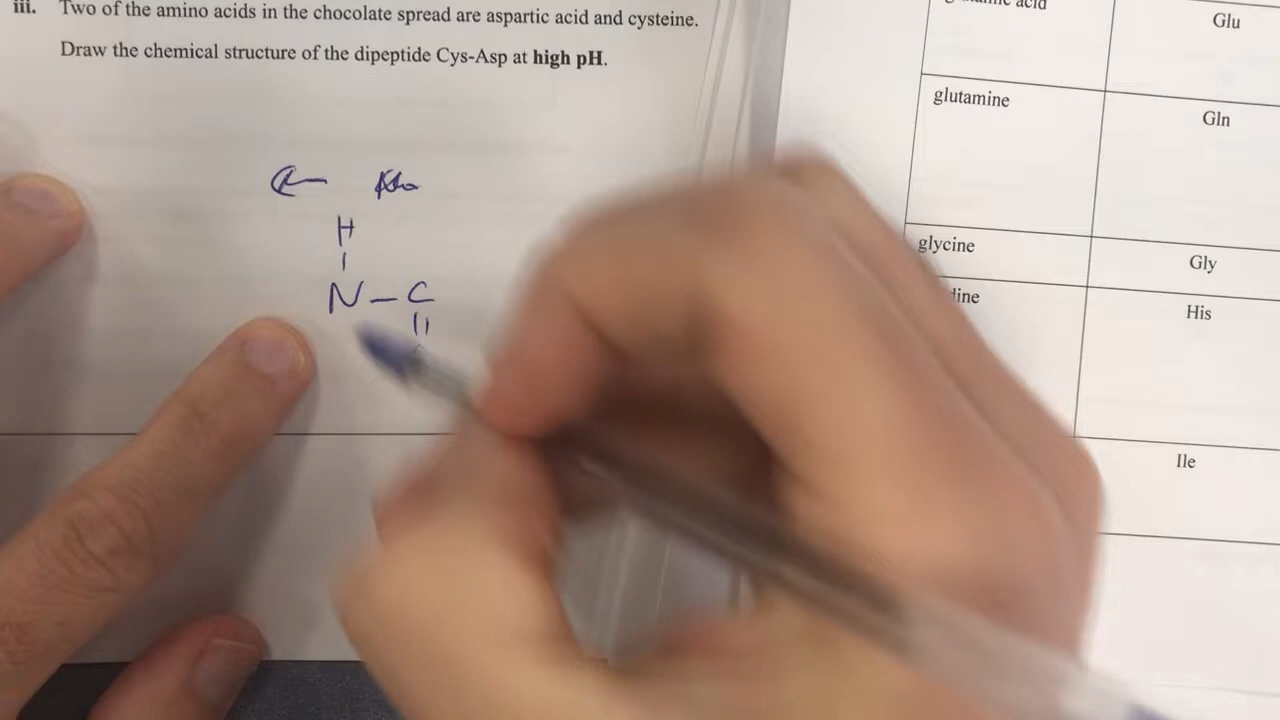 iii. Two of the amino acids in the chocolate spread are aspartic acid and cysteine.
Draw the chemical structure of the dipeptide Cys-Asp at high pH.
H
N – C
acid
Glu
glutamine
Gln
glycine
Gly
His
Ile